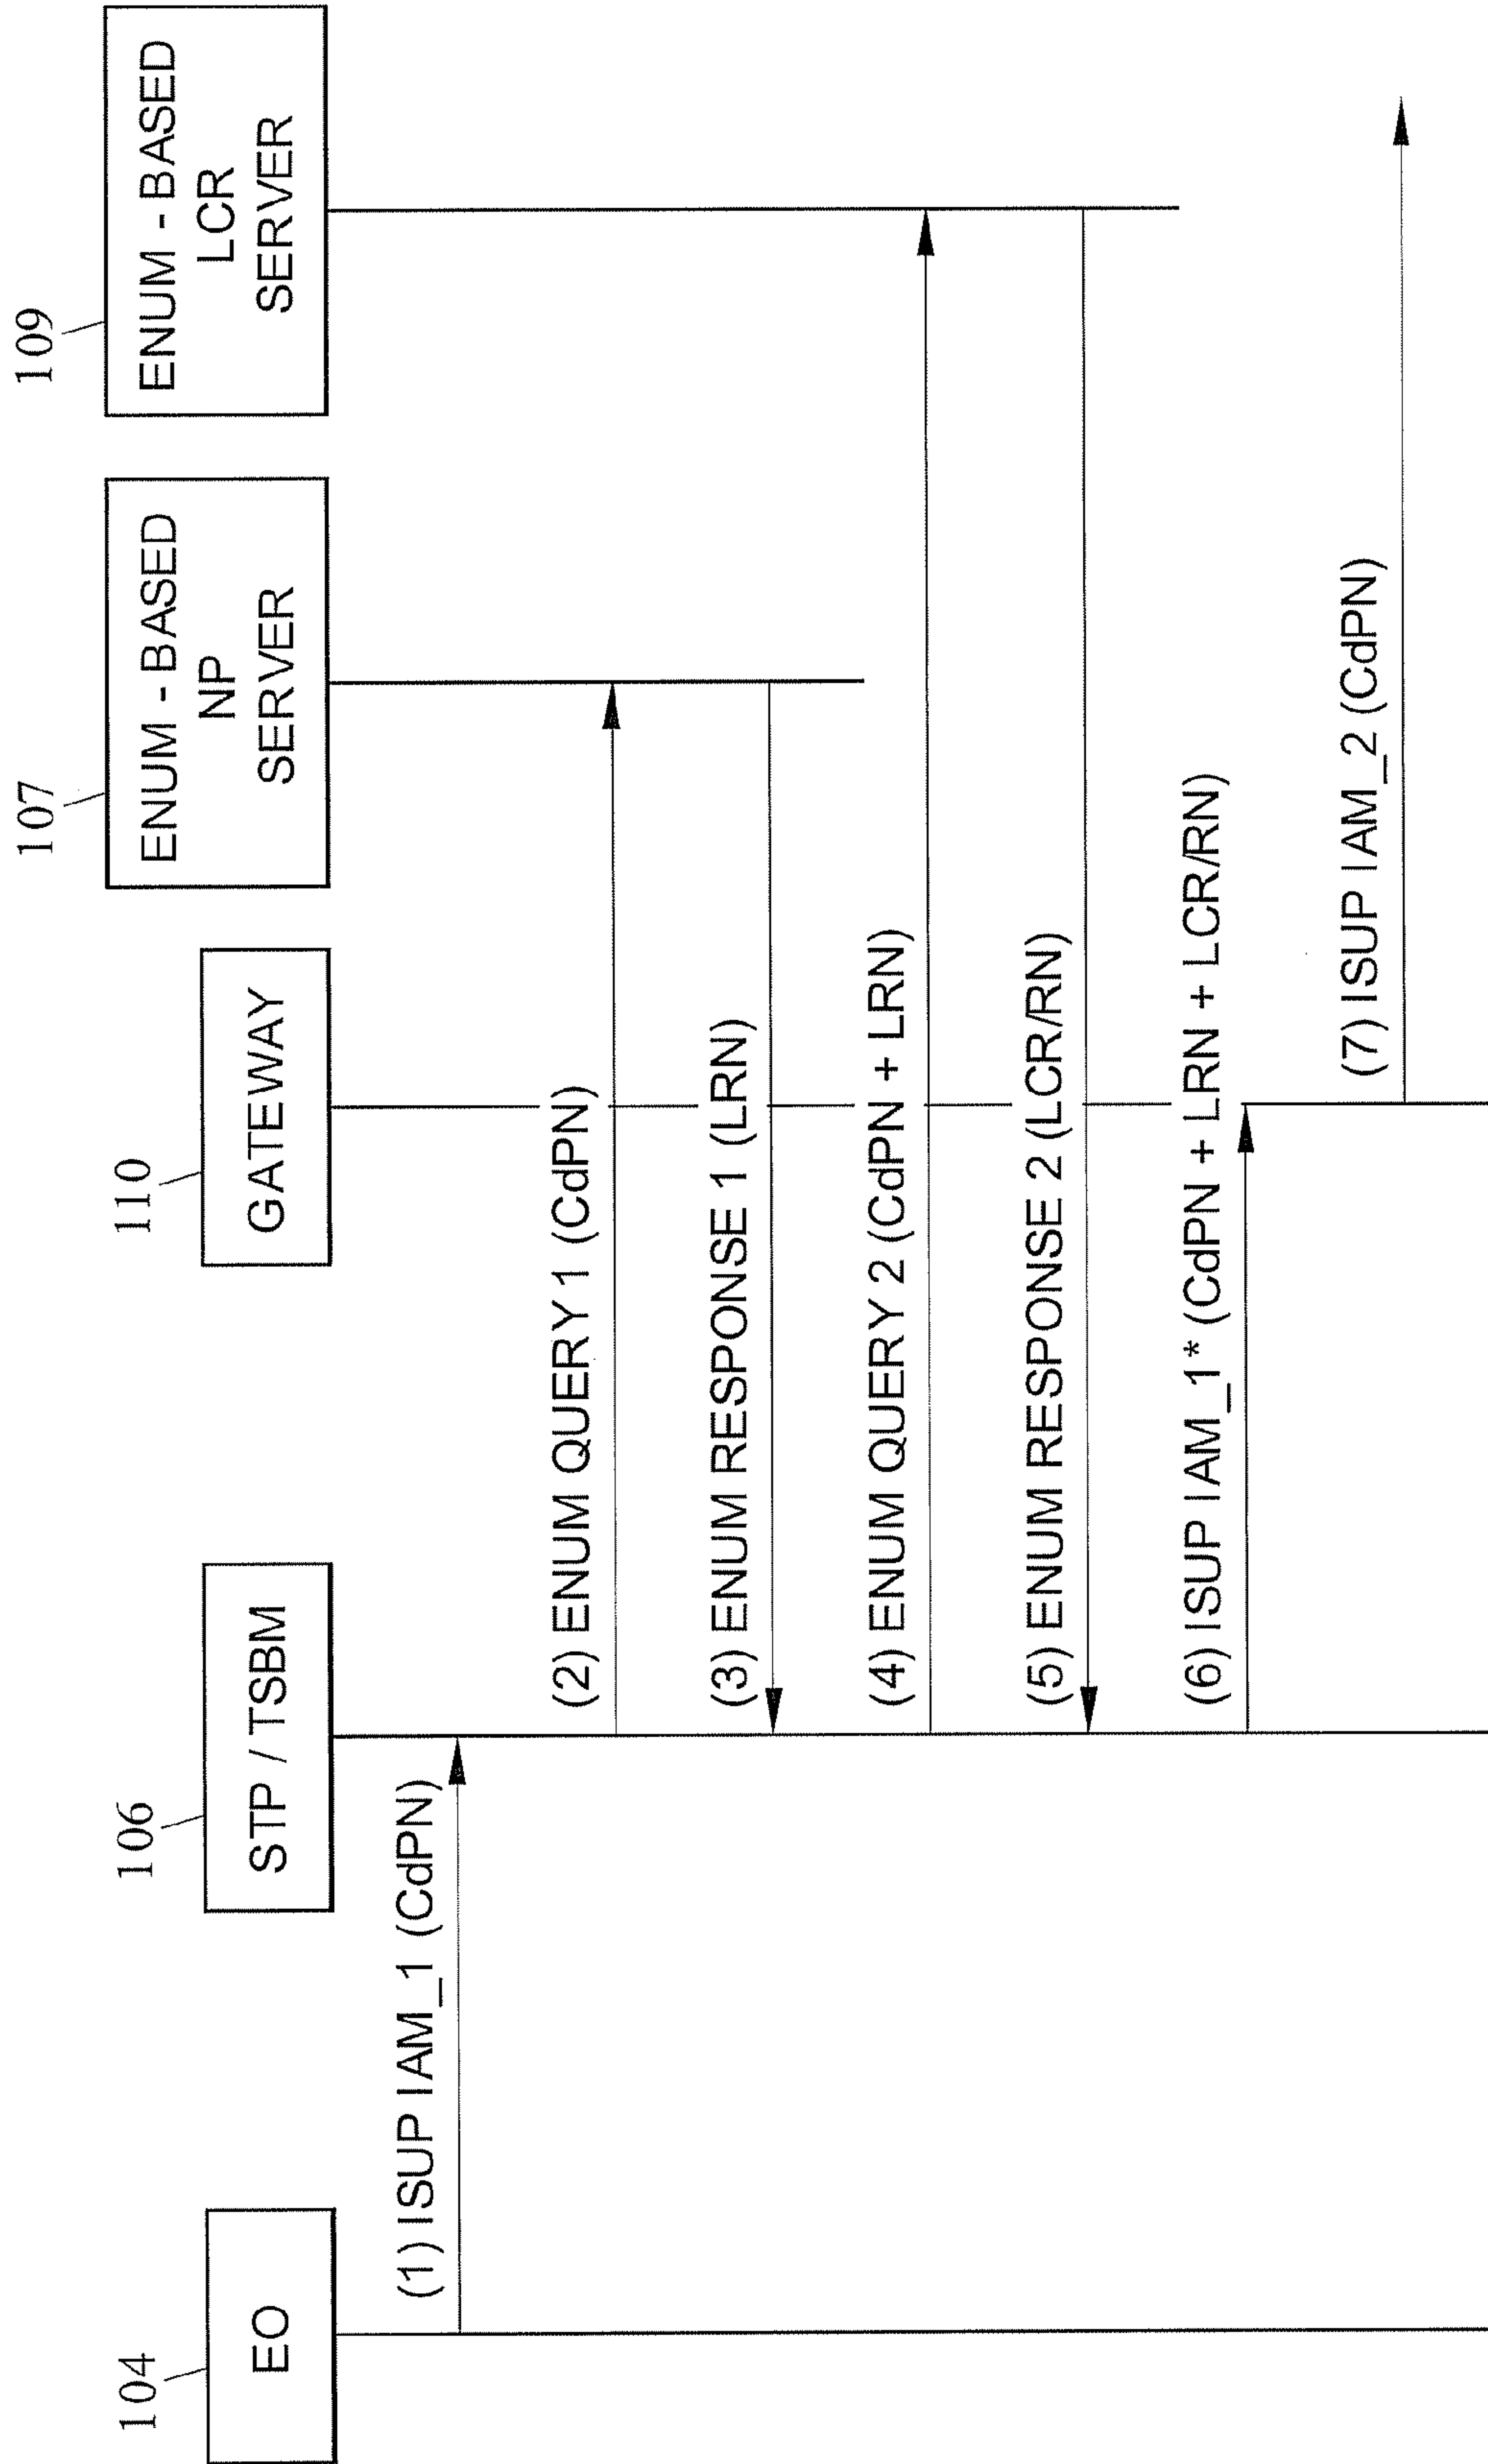 104
EO
106
STP / TSBM
110
GATEWAY
107
ENUM - BASED
NP
SERVER
109
ENUM - BASED
LCR
SERVER
(1) ISUP IAM_1 (CdPN)
(2) ENUM QUERY 1 (CdPN)
(3) ENUM RESPONSE 1 (LRN)
(4) ENUM QUERY 2 (CdPN + LRN)
(5) ENUM RESPONSE 2 (LCR/RN)
(6) ISUP IAM_1* (CdPN + LRN + LCR/RN)
(7) ISUP IAM_2 (CdPN)